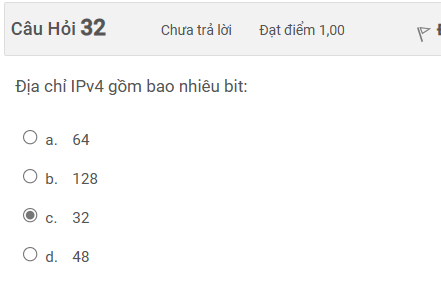 Câu Hỏi 32 Chưa trả lời Đạt điểm 1,00
Địa chỉ IPv4 gồm bao nhiêu bit:
a. 64
b. 128
c. 32
d. 48